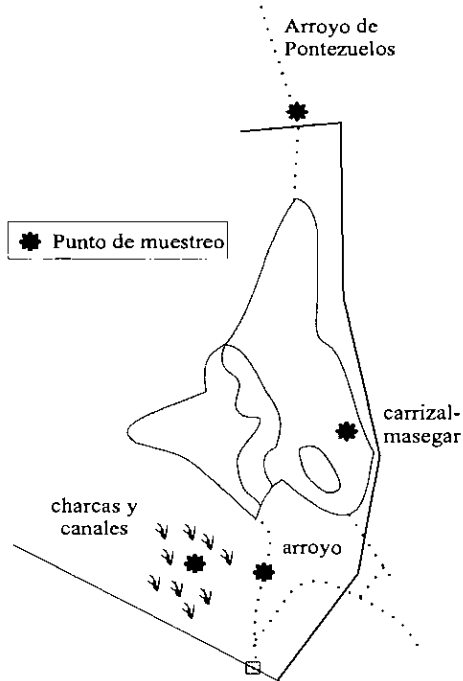 Arroyo de
Pontezuelos
Punto de muestreo
carrizal-
masegar
charcas y
canales
arroyo